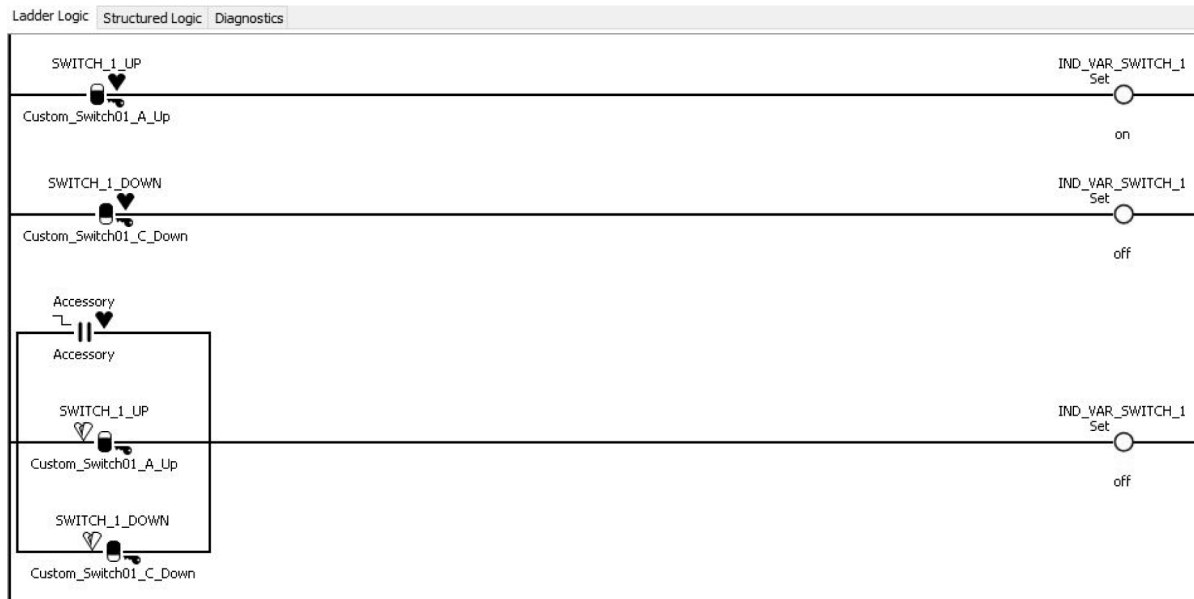 Ladder Logic Structured Logic Diagnostics
SWITCH_1_UP
Custom_Switch01_A_Up
IND_VAR_SWITCH_1
Set
on
SWITCH_1_DOWN
Custom_Switch01_C_Down
IND_VAR_SWITCH_1
Set
off
Accessory
Accessory
SWITCH_1_UP
Custom_Switch01_A_Up
IND_VAR_SWITCH_1
Set
off
SWITCH_1_DOWN
Custom_Switch01_C_Down